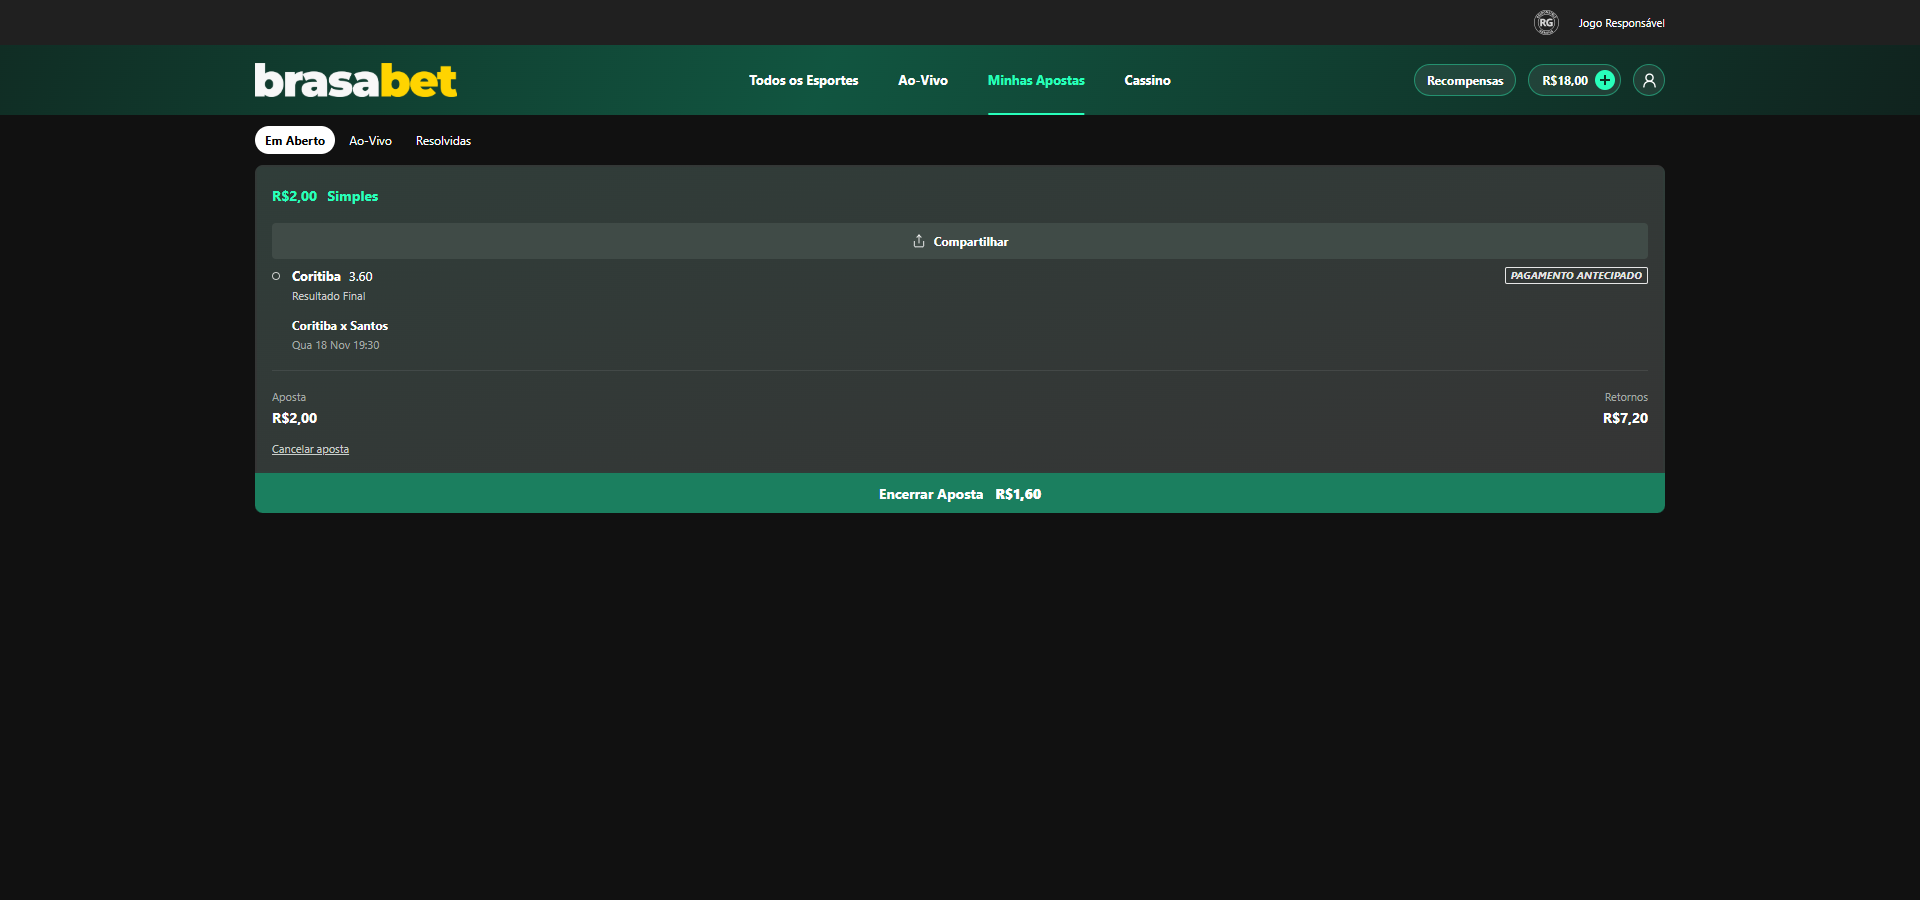 RG Jogo Responsável
brasabet Todos os Esportes Ao-Vivo Minhas Apostas Cassino Recompensas R$18,00
Em Aberto Ao-Vivo Resolvidas
R$2,00 Simples
Compartilhar
Coritiba 3.60 PAGAMENTO ANTECIPADO
Resultado Final
Coritiba x Santos
Qua 18 Nov 19:30
Aposta Retornos
R$2,00 R$7,20
Cancelar aposta
Encerrar Aposta R$1,60